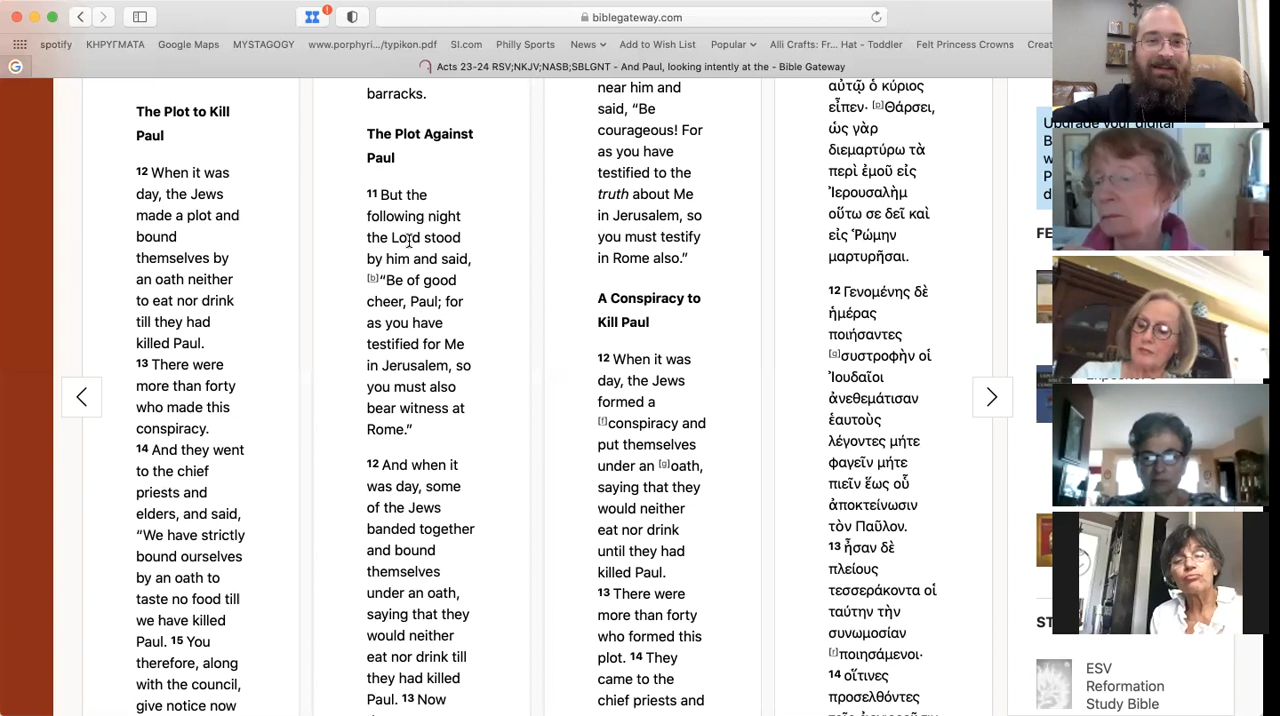 biblegateway.com
spotify ΚΗΡΥΓΜΑΤΑ Google Maps MYSTAGOGY www.porphyri.../typikon.pdf SI.com Philly Sports News Add to Wish List Popular Alli Crafts: Fr... Hat - Toddler Felt Princess Crowns Creat
Acts 23-24 RSV;NKJV;NASB;SBLGNT - And Paul, looking intently at the - Bible Gateway
The Plot to Kill
Paul
12 When it was
day, the Jews
made a plot and
bound
themselves by
an oath neither
to eat nor drink
till they had
killed Paul.
13 There were
more than forty
who made this
conspiracy.
14 And they went
to the chief
priests and
elders, and said,
“We have strictly
bound ourselves
by an oath to
taste no food till
we have killed
Paul. 15 You
therefore, along
with the council,
give notice now
barracks.
The Plot Against
Paul
11 But the
following night
the Lord stood
by him and said,
[b]“Be of good
cheer, Paul; for
as you have
testified for Me
in Jerusalem, so
you must also
bear witness at
Rome.”
12 And when it
was day, some
of the Jews
banded together
and bound
themselves
under an oath,
saying that they
would neither
eat nor drink till
they had killed
Paul. 13 Now
near him and
said, “Be
courageous! For
as you have
testified to the
truth about Me
in Jerusalem, so
you must testify
in Rome also.”
A Conspiracy to
Kill Paul
12 When it was
day, the Jews
formed a
[f]conspiracy and
put themselves
under an [g]oath,
saying that they
would neither
eat nor drink
until they had
killed Paul.
13 There were
more than forty
who formed this
plot. 14 They
came to the
chief priests and
αὐτῷ ὁ κύριος
εἶπεν· [p]Θάρσει,
ὡς γὰρ
διεμαρτύρω τὰ
περὶ ἐμοῦ εἰς
Ἰερουσαλὴμ
οὕτω σε δεῖ καὶ
εἰς Ῥώμην
μαρτυρῆσαι.
12 Γενομένης δὲ
ἡμέρας
ποιήσαντες
[q]συστροφὴν οἱ
Ἰουδαῖοι
ἀνεθεμάτισαν
ἑαυτοὺς
λέγοντες μήτε
φαγεῖν μήτε
πιεῖν ἕως οὗ
ἀποκτείνωσιν
τὸν Παῦλον.
13 ἦσαν δὲ
πλείους
τεσσεράκοντα οἱ
ταύτην τὴν
συνωμοσίαν
[r]ποιησάμενοι·
14 οἵτινες
προσελθόντες
Upgrade your digital
B
w
P
d
FE
ST
ESV
Reformation
Study Bible